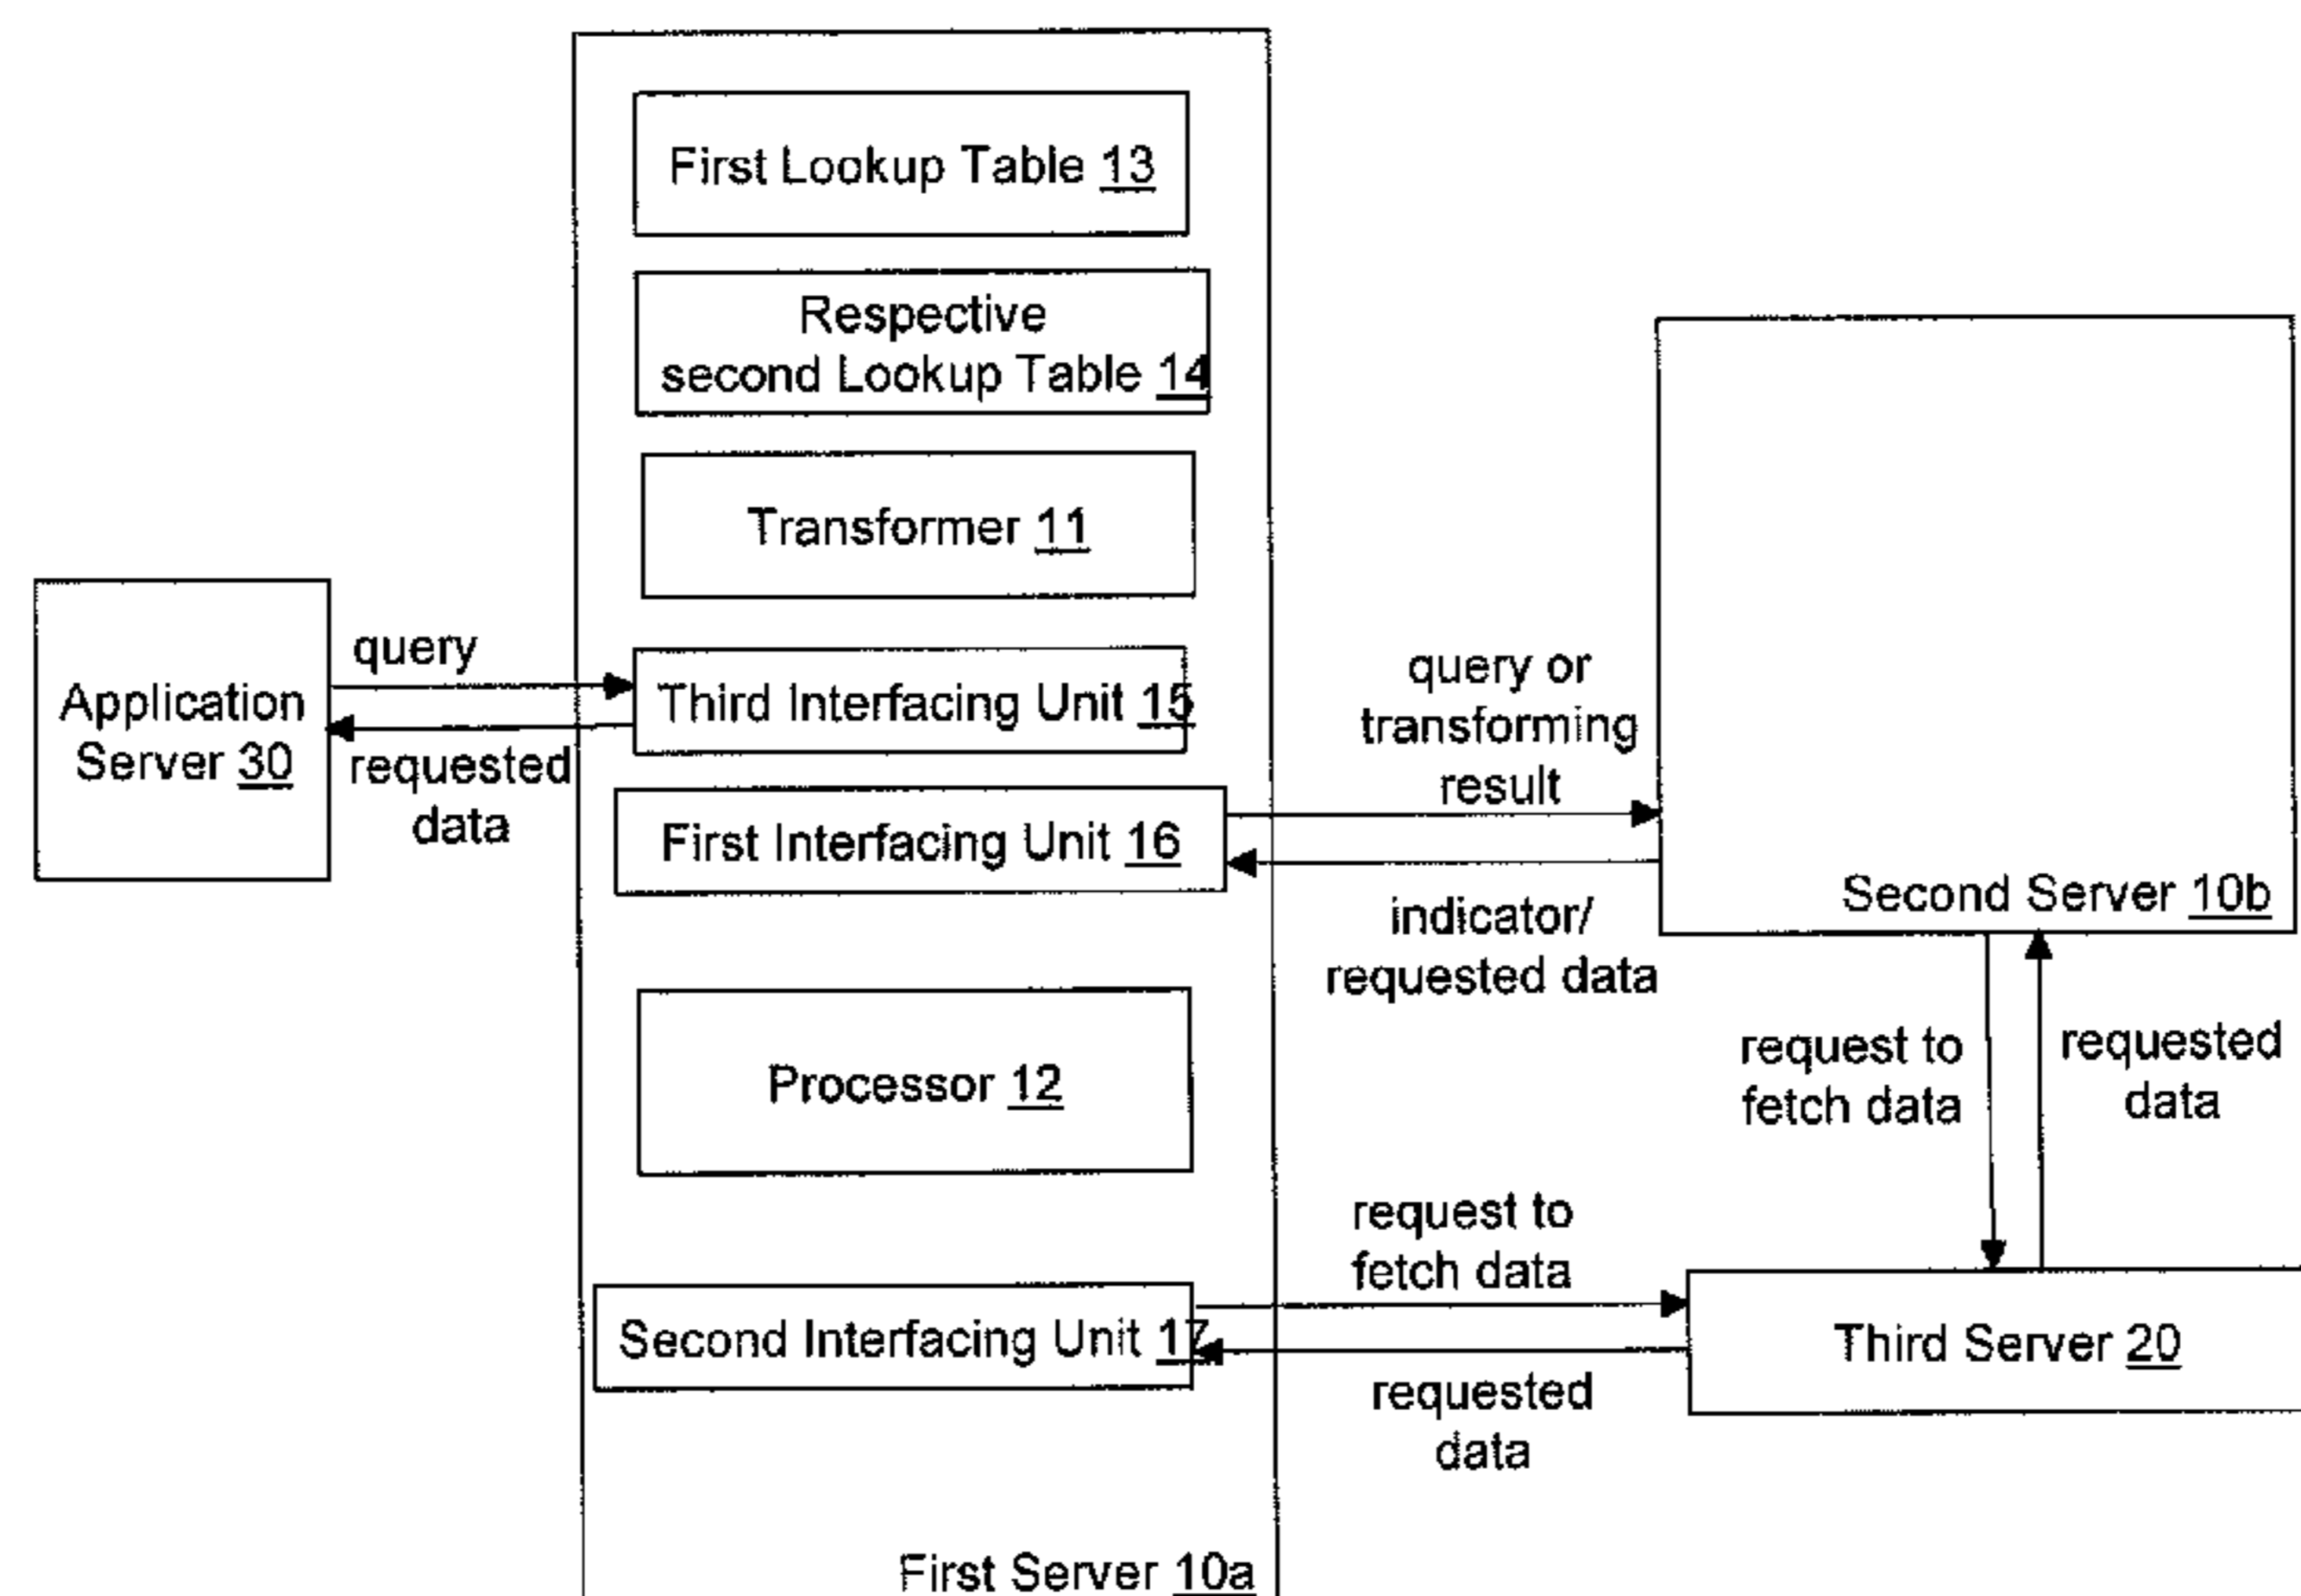 First Lookup Table 13
Respective
second Lookup Table 14
Transformer 11
Application
Server 30
query
requested
data
Third Interfacing Unit 15
First Interfacing Unit 16
query or
transforming
result
indicator/
requested data
Second Server 10b
Processor 12
request to
fetch data
requested
data
Second Interfacing Unit 17
request to
fetch data
requested
data
Third Server 20
First Server 10a